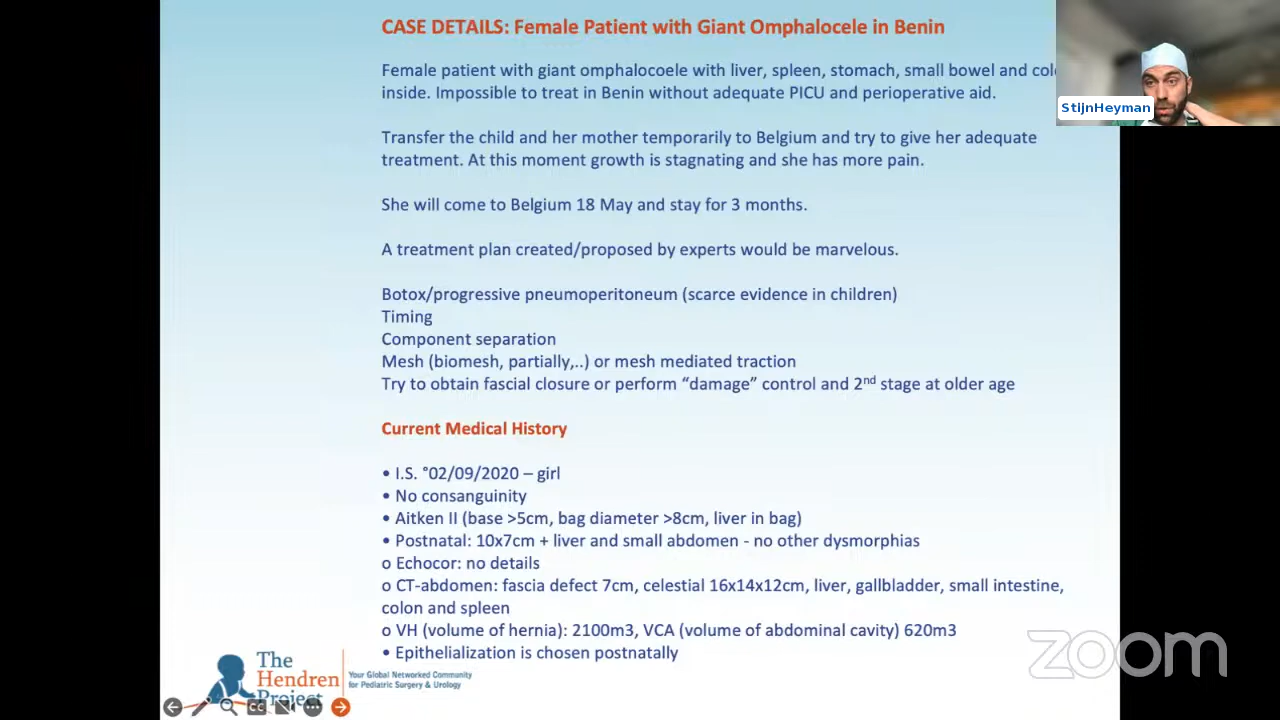 CASE DETAILS: Female Patient with Giant Omphalocele in Benin
Female patient with giant omphalocoele with liver, spleen, stomach, small bowel and
inside. Impossible to treat in Benin without adequate PICU and perioperative aid.
StijnHeyman
Transfer the child and her mother temporarily to Belgium and try to give her adequate
treatment. At this moment growth is stagnating and she has more pain.
She will come to Belgium 18 May and stay for 3 months.
A treatment plan created/proposed by experts would be marvelous.
Botox/progressive pneumoperitoneum (scarce evidence in children)
Timing
Component separation
Mesh (biomesh, partially,..) or mesh mediated traction
Try to obtain fascial closure or perform “damage” control and 2nd stage at older age
Current Medical History
• I.S. °02/09/2020 – girl
• No consanguinity
• Aitken II (base >5cm, bag diameter >8cm, liver in bag)
• Postnatal: 10x7cm + liver and small abdomen - no other dysmorphias
o Echocor: no details
o CT-abdomen: fascia defect 7cm, celestial 16x14x12cm, liver, gallbladder, small intestine,
colon and spleen
o VH (volume of hernia): 2100m3, VCA (volume of abdominal cavity) 620m3
• Epithelialization is chosen postnatally
The
Hendren
Project
Your Global Networked Community
for Pediatric Surgery & Urology
zoom